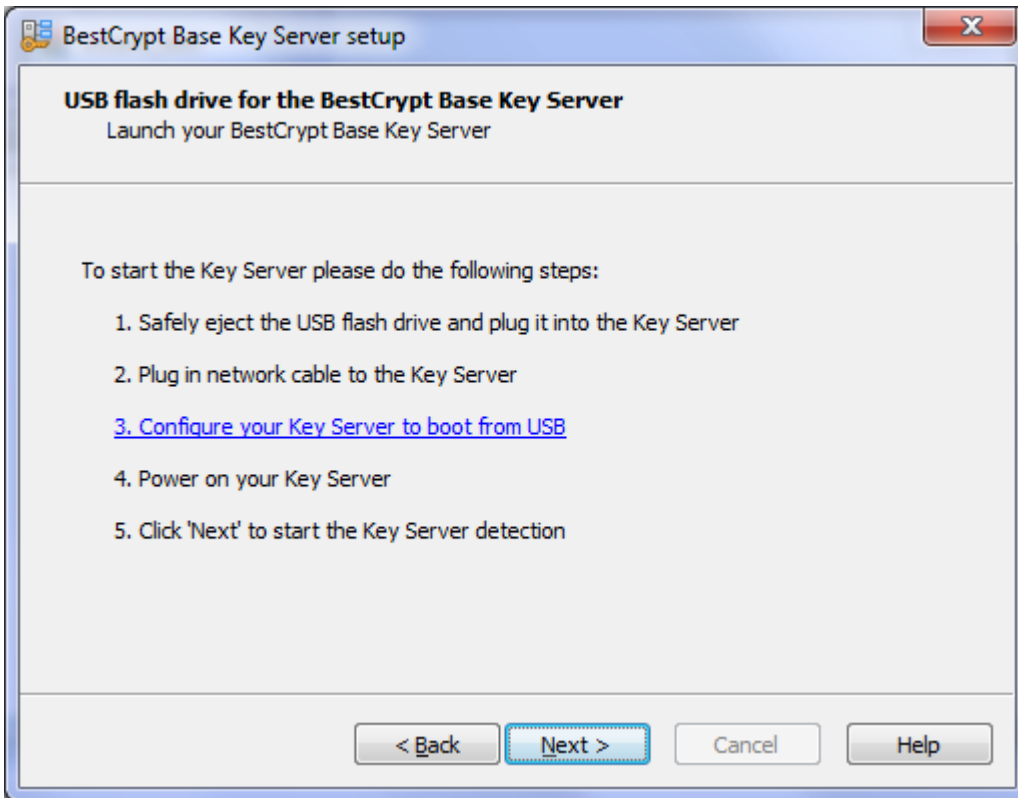 BestCrypt Base Key Server setup
USB flash drive for the BestCrypt Base Key Server
Launch your BestCrypt Base Key Server
To start the Key Server please do the following steps:
1. Safely eject the USB flash drive and plug it into the Key Server
2. Plug in network cable to the Key Server
3. Configure your Key Server to boot from USB
4. Power on your Key Server
5. Click 'Next' to start the Key Server detection
< Back
Next >
Cancel
Help